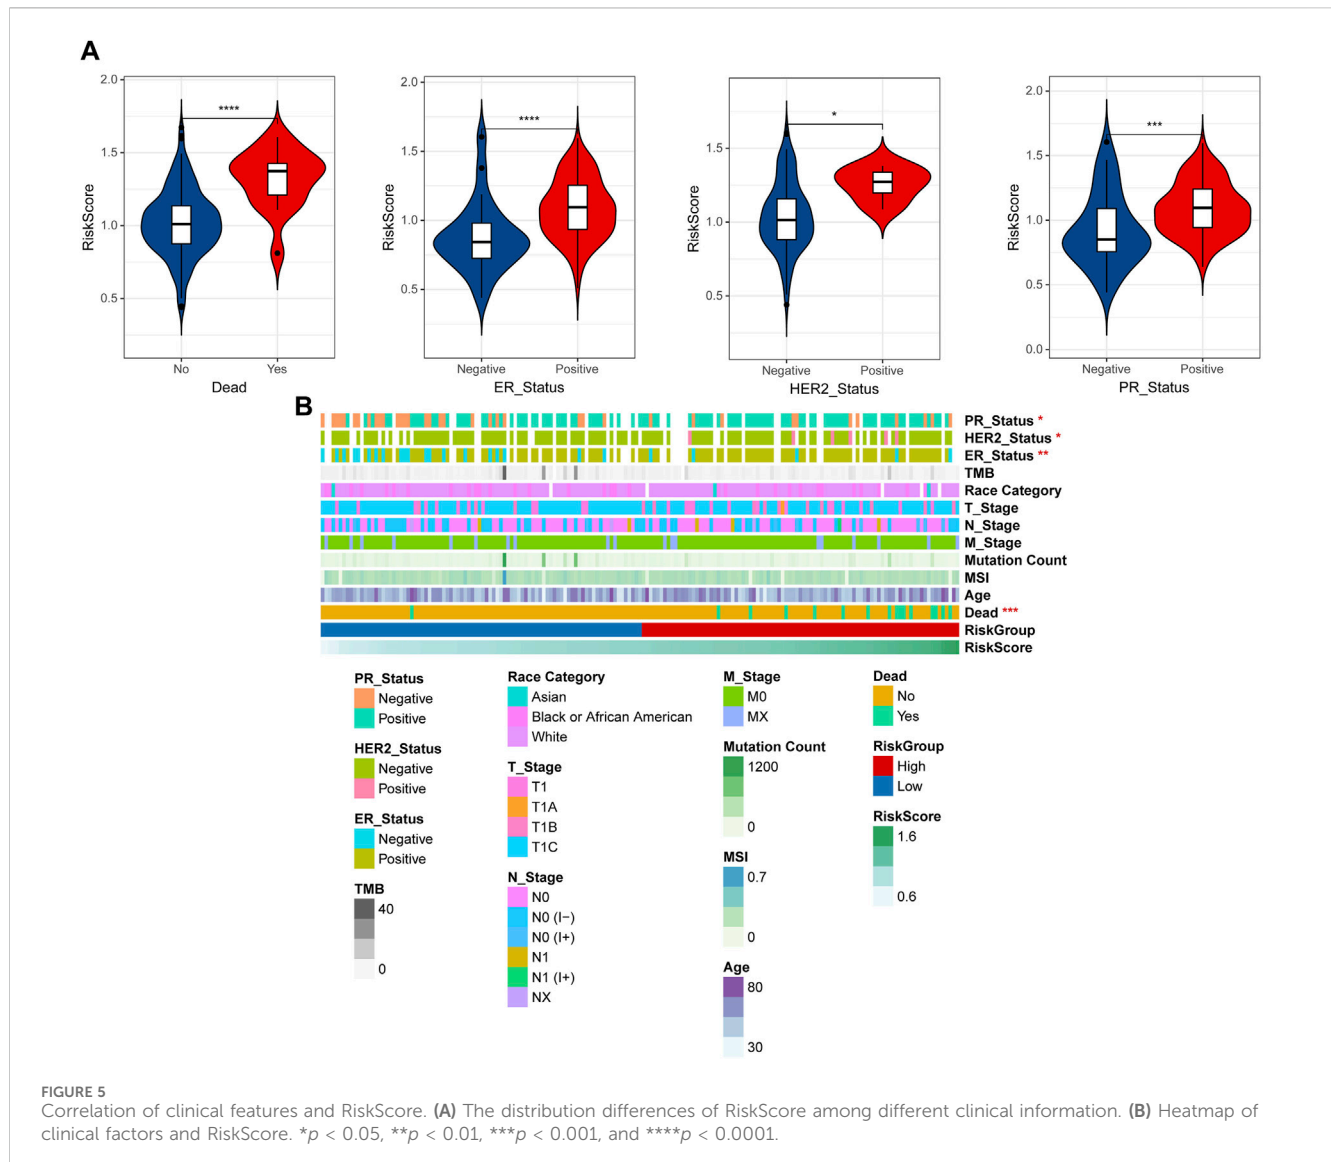 A
2.0
1.5
1.0
0.5
RiskScore
****
No
Yes
Dead
2.0
1.5
1.0
0.5
RiskScore
****
Negative
Positive
ER_Status
1.5
1.0
0.5
RiskScore
*
Negative
Positive
HER2_Status
2.0
1.5
1.0
0.5
0.0
RiskScore
***
Negative
Positive
PR_Status
B
PR_Status *
HER2_Status *
ER_Status **
TMB
Race Category
T_Stage
N_Stage
M_Stage
Mutation Count
MSI
Age
Dead ***
RiskGroup
RiskScore
PR_Status
Negative
Positive
HER2_Status
Negative
Positive
ER_Status
Negative
Positive
TMB
40
0
Race Category
Asian
Black or African American
White
T_Stage
T1
T1A
T1B
T1C
N_Stage
N0
N0 (I−)
N0 (I+)
N1
N1 (I+)
NX
M_Stage
M0
MX
Mutation Count
1200
0
MSI
0.7
0
Age
80
30
Dead
No
Yes
RiskGroup
High
Low
RiskScore
1.6
0.6
FIGURE 5
Correlation of clinical features and RiskScore. (A) The distribution differences of RiskScore among different clinical information. (B) Heatmap of
clinical factors and RiskScore. *p < 0.05, **p < 0.01, ***p < 0.001, and ****p < 0.0001.